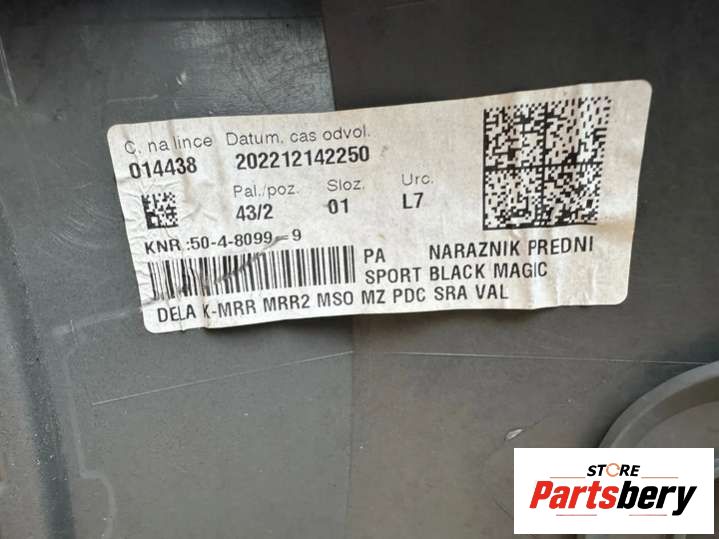 C. na lince Datum, cas odvol.
014438 202212142250
Pal./poz. Sloz. Urc.
43/2 01 L7
KNR :50-4-8099-9
PA NARAZNIK PREDNI
SPORT BLACK MAGIC
DELA K-MRR MRR2 MSO MZ PDC SRA VAL
STORE
Partsbery